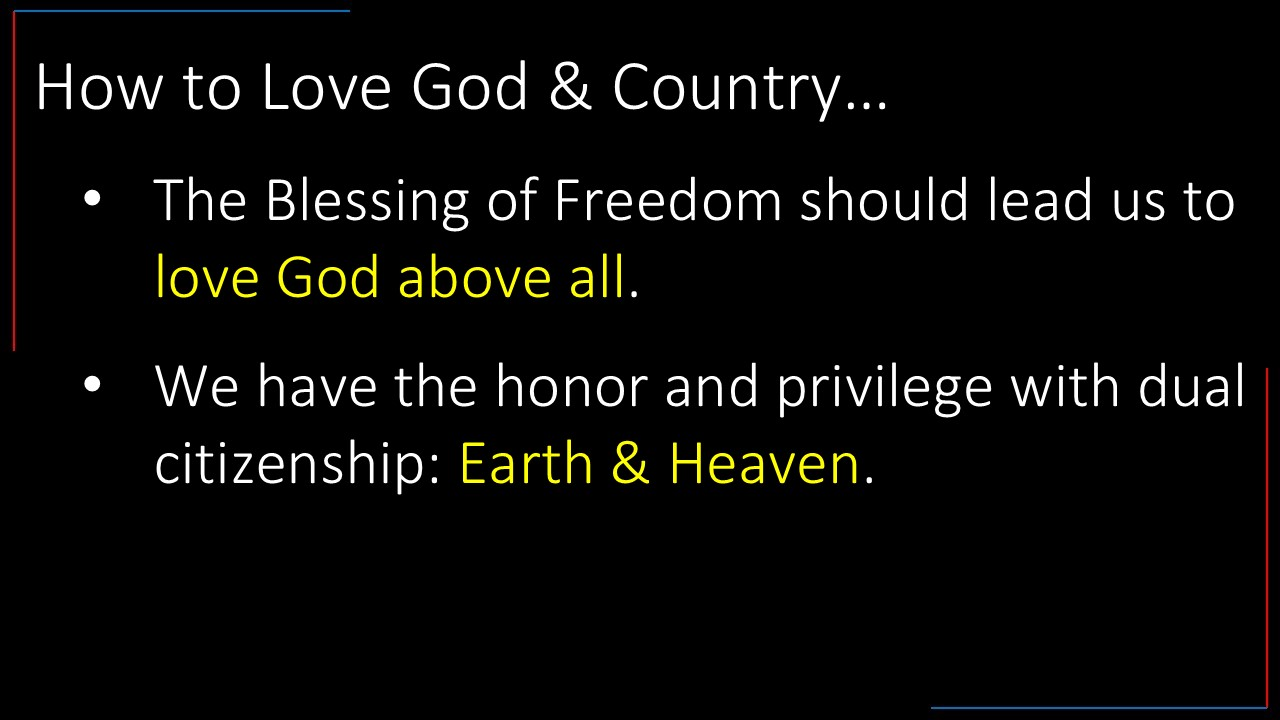 How to Love God & Country…
• The Blessing of Freedom should lead us to
love God above all.
• We have the honor and privilege with dual
citizenship: Earth & Heaven.